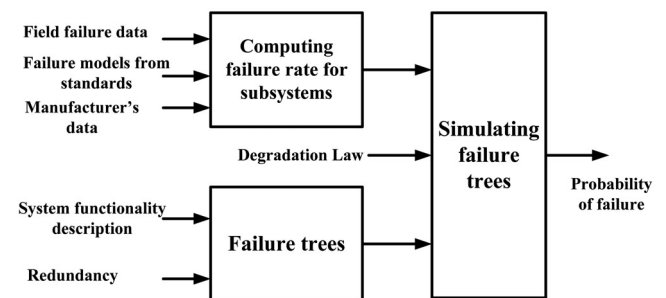 Field failure data
Failure models from
standards
Manufacturer's
data
Computing
failure rate for
subsystems
Degradation Law
System functionality
description
Redundancy
Failure trees
Simulating
failure
trees
Probability
of failure